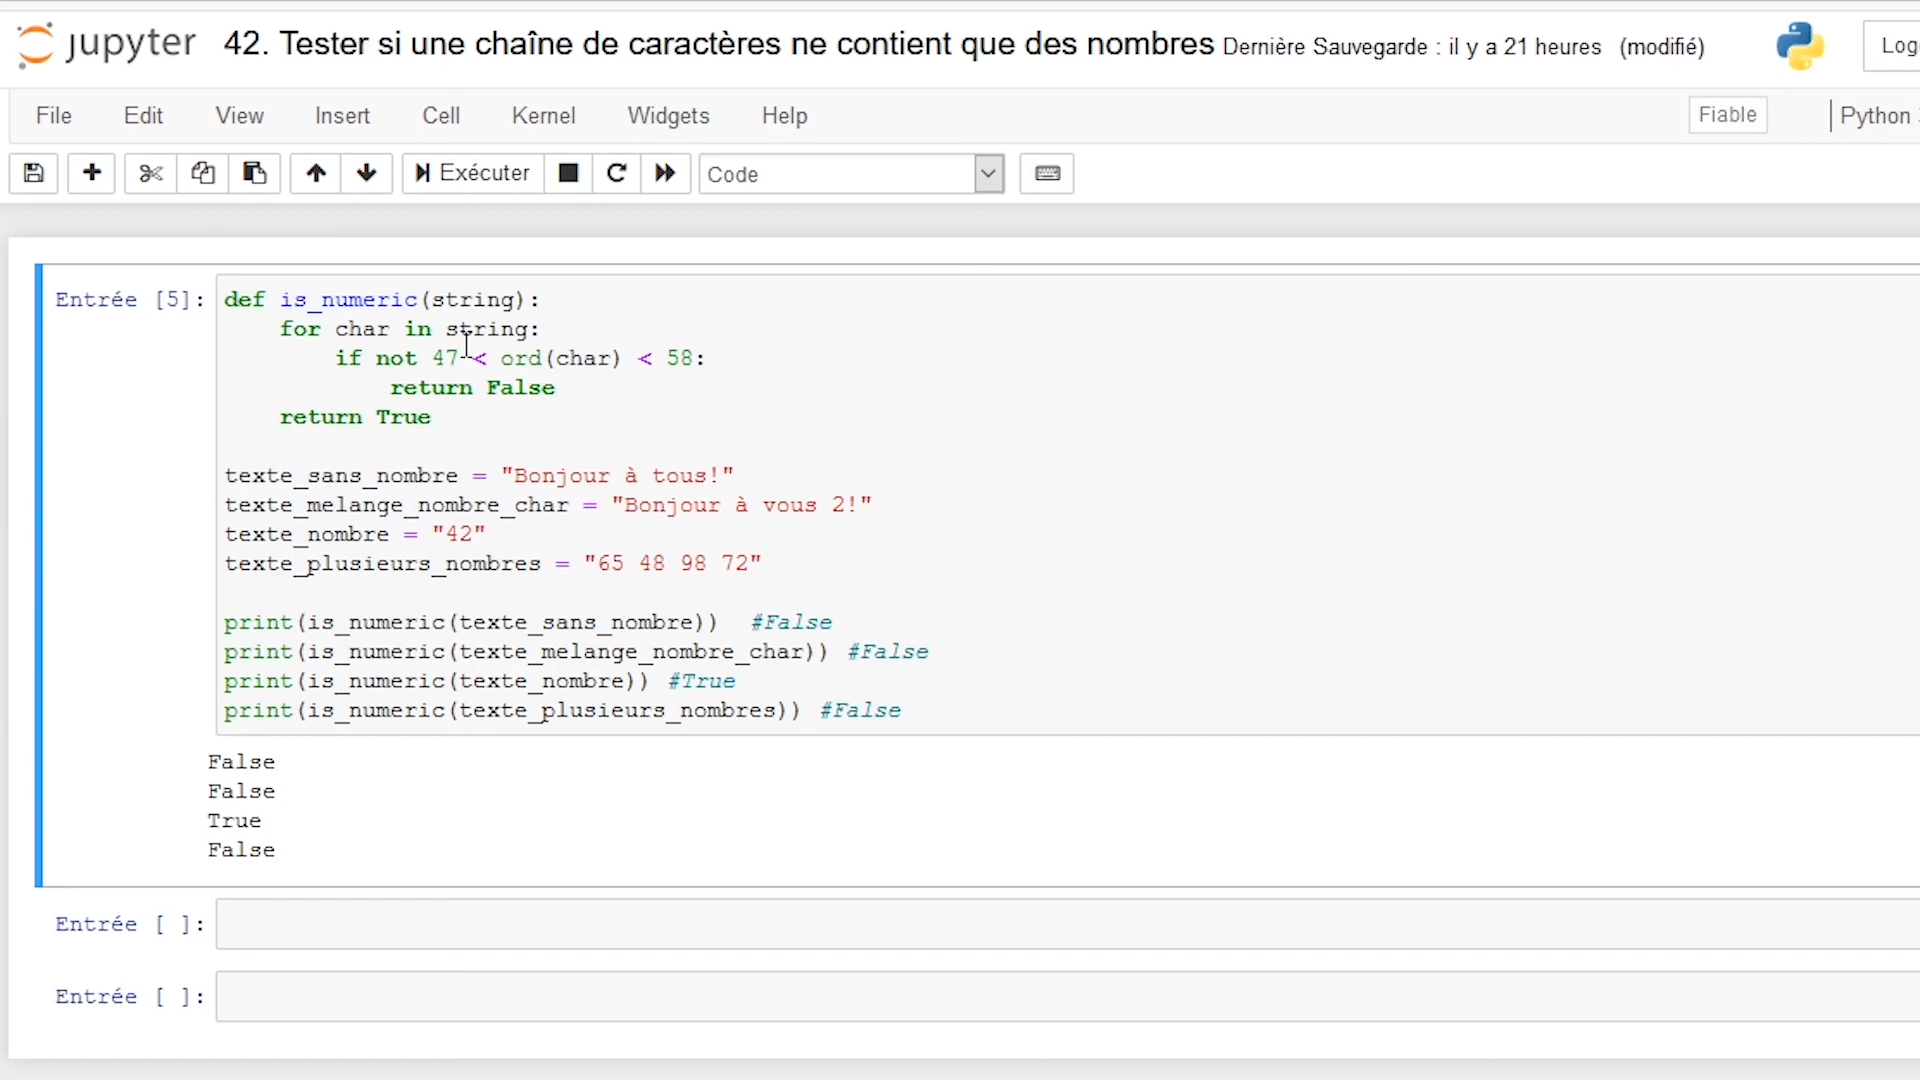 jupyter 42. Tester si une chaîne de caractères ne contient que des nombres Dernière Sauvegarde : il y a 21 heures (modifié)
File Edit View Insert Cell Kernel Widgets Help Fiable Python
Exécuter Code
Entrée [5]: def is_numeric(string):
    for char in string:
        if not 47 < ord(char) < 58:
            return False
    return True
texte_sans_nombre = "Bonjour à tous!"
texte_melange_nombre_char = "Bonjour à vous 2!"
texte_nombre = "42"
texte_plusieurs_nombres = "65 48 98 72"
print(is_numeric(texte_sans_nombre))  #False
print(is_numeric(texte_melange_nombre_char)) #False
print(is_numeric(texte_nombre)) #True
print(is_numeric(texte_plusieurs_nombres)) #False
False
False
True
False
Entrée [ ]:
Entrée [ ]: